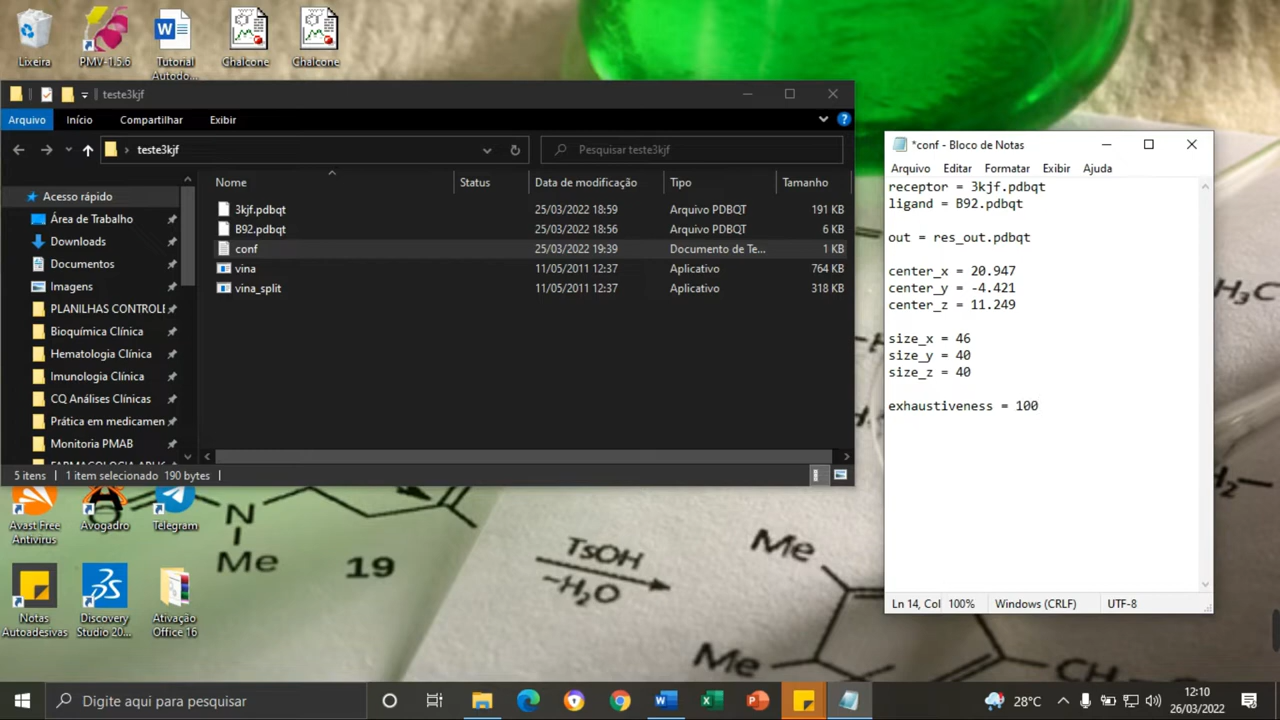 Lixeira
PMV-1.5.6
Tutorial
Autodo...
Chalcone
Chalcone
teste3kjf
Arquivo
Início
Compartilhar
Exibir
teste3kjf
Pesquisar teste3kjf
Acesso rápido
Área de Trabalho
Downloads
Documentos
Imagens
PLANILHAS CONTROLE
Bioquímica Clínica
Hematologia Clínica
Imunologia Clínica
CQ Análises Clínicas
Prática em medicamen
Monitoria PMAB
Nome Status Data de modificação Tipo Tamanho
3kjf.pdbqt 25/03/2022 18:59 Arquivo PDBQT 191 KB
B92.pdbqt 25/03/2022 18:56 Arquivo PDBQT 6 KB
conf 25/03/2022 19:39 Documento de Te... 1 KB
vina 11/05/2011 12:37 Aplicativo 764 KB
vina_split 11/05/2011 12:37 Aplicativo 318 KB
5 itens 1 item selecionado 190 bytes
*conf - Bloco de Notas
Arquivo Editar Formatar Exibir Ajuda
receptor = 3kjf.pdbqt
ligand = B92.pdbqt
out = res_out.pdbqt
center_x = 20.947
center_y = -4.421
center_z = 11.249
size_x = 46
size_y = 40
size_z = 40
exhaustiveness = 100
Ln 14, Col 100% Windows (CRLF) UTF-8
H₃C
Avast Free
Antivirus
Avogadro
Telegram
Notas
Autoadesivas
Discovery
Studio 20...
Ativação
Office 16
N
Me
19
TsOH
~H₂O
Me
Me
Digite aqui para pesquisar
28°C
12:10
26/03/2022